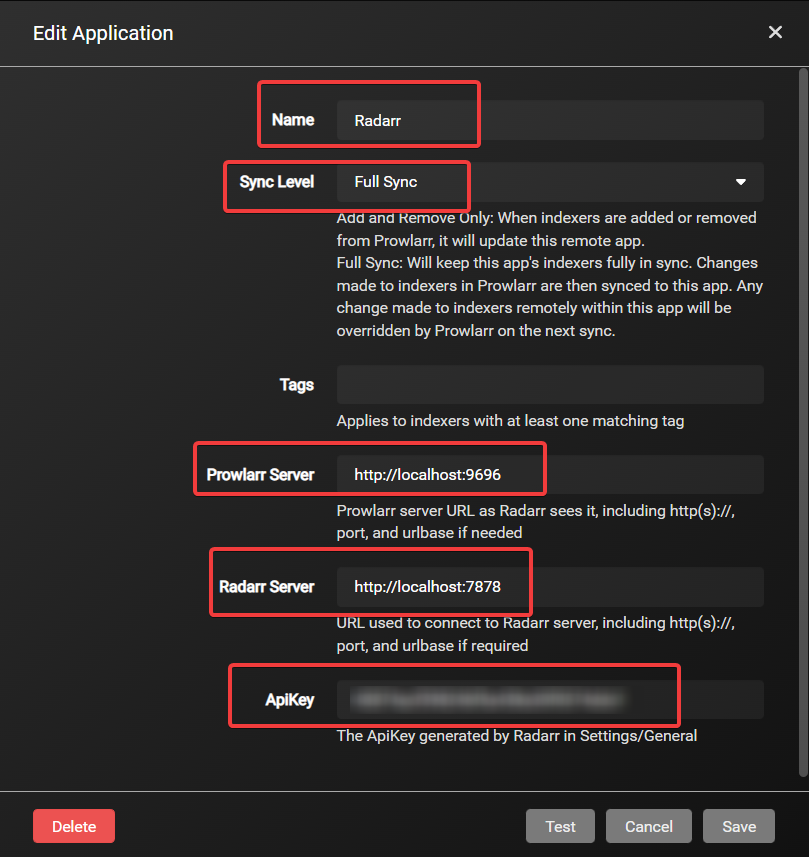 Edit Application
Name
Radarr
Sync Level
Full Sync
Add and Remove Only: When indexers are added or removed
from Prowlarr, it will update this remote app.
Full Sync: Will keep this app's indexers fully in sync. Changes
made to indexers in Prowlarr are then synced to this app. Any
change made to indexers remotely within this app will be
overridden by Prowlarr on the next sync.
Tags
Applies to indexers with at least one matching tag
Prowlarr Server
http://localhost:9696
Prowlarr server URL as Radarr sees it, including http(s)://,
port, and urlbase if needed
Radarr Server
http://localhost:7878
URL used to connect to Radarr server, including http(s)://,
port, and urlbase if required
ApiKey
The ApiKey generated by Radarr in Settings/General
Delete
Test
Cancel
Save